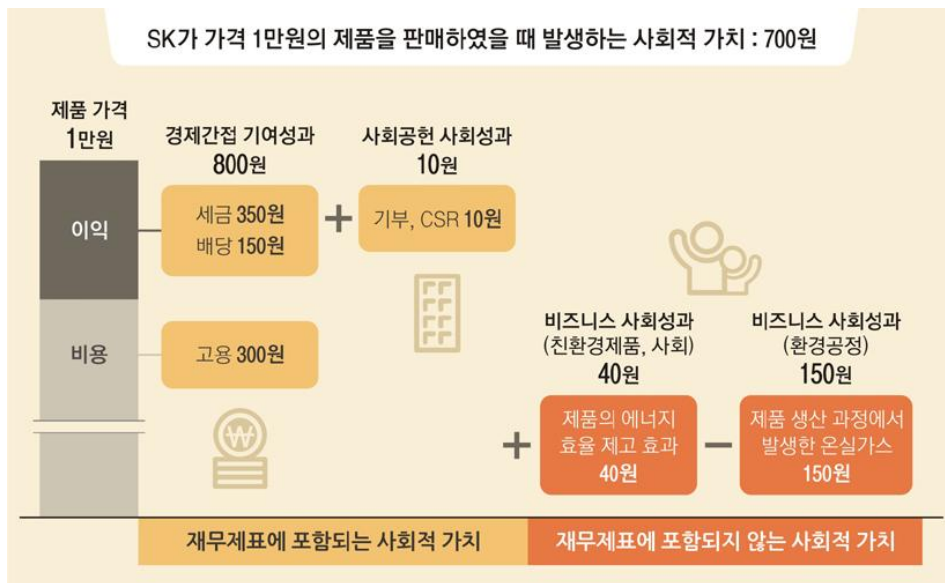 SK가 가격 1만원의 제품을 판매하였을 때 발생하는 사회적 가치 : 700원
제품 가격
1만원
이익
비용
경제간접 기여성과
800원
세금 350원
배당 150원
고용 300원
+
사회공헌 사회성과
10원
기부, CSR 10원
₩
+
비즈니스 사회성과
(친환경제품, 사회)
40원
제품의 에너지
효율 제고 효과
40원
−
비즈니스 사회성과
(환경공정)
150원
제품 생산 과정에서
발생한 온실가스
150원
재무제표에 포함되는 사회적 가치
재무제표에 포함되지 않는 사회적 가치